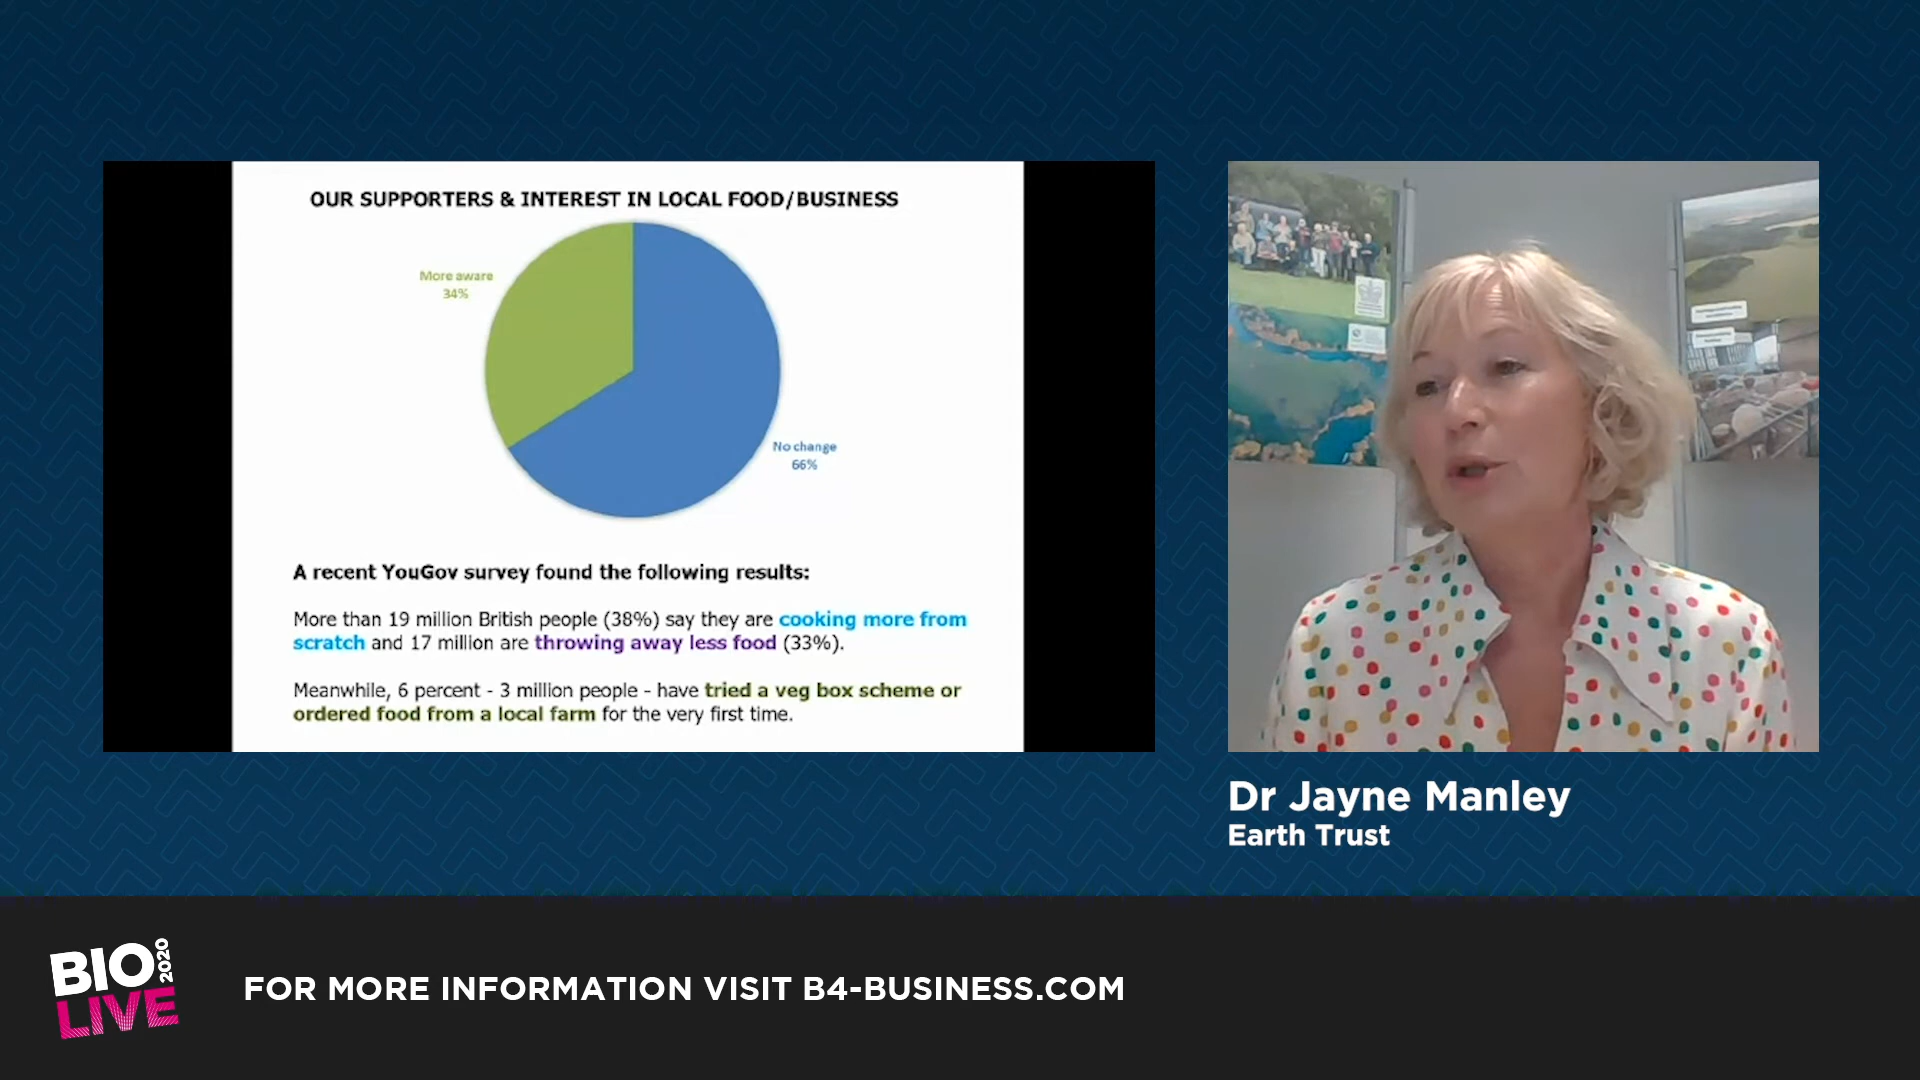 OUR SUPPORTERS & INTEREST IN LOCAL FOOD/BUSINESS
More aware
34%
No change
66%
A recent YouGov survey found the following results:
More than 19 million British people (38%) say they are cooking more from
scratch and 17 million are throwing away less food (33%).
Meanwhile, 6 percent - 3 million people - have tried a veg box scheme or
ordered food from a local farm for the very first time.
Dr Jayne Manley
Earth Trust
BIO 2020
LIVE
FOR MORE INFORMATION VISIT B4-BUSINESS.COM